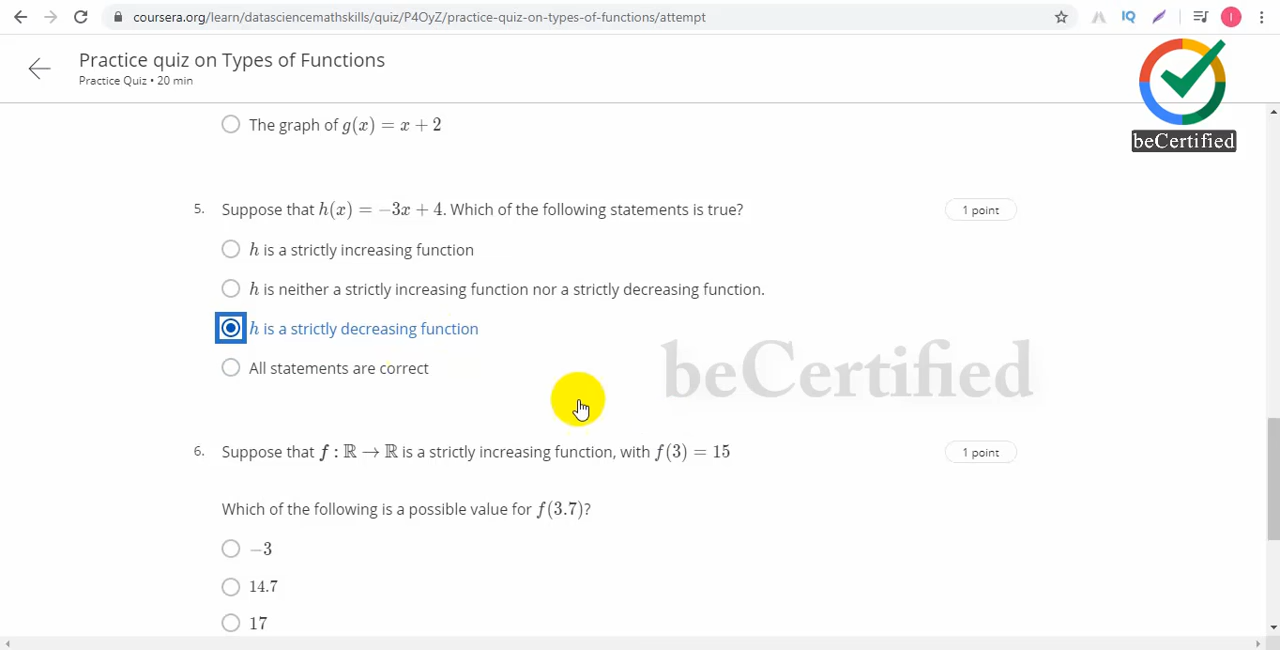 coursera.org/learn/datasciencemathskills/quiz/P4OyZ/practice-quiz-on-types-of-functions/attempt
IQ
I
Practice quiz on Types of Functions
Practice Quiz • 20 min
beCertified
The graph of g(x) = x + 2
5. Suppose that h(x) = −3x + 4. Which of the following statements is true?
1 point
h is a strictly increasing function
h is neither a strictly increasing function nor a strictly decreasing function.
h is a strictly decreasing function
All statements are correct
beCertified
6. Suppose that f : ℝ → ℝ is a strictly increasing function, with f(3) = 15
1 point
Which of the following is a possible value for f(3.7)?
−3
14.7
17